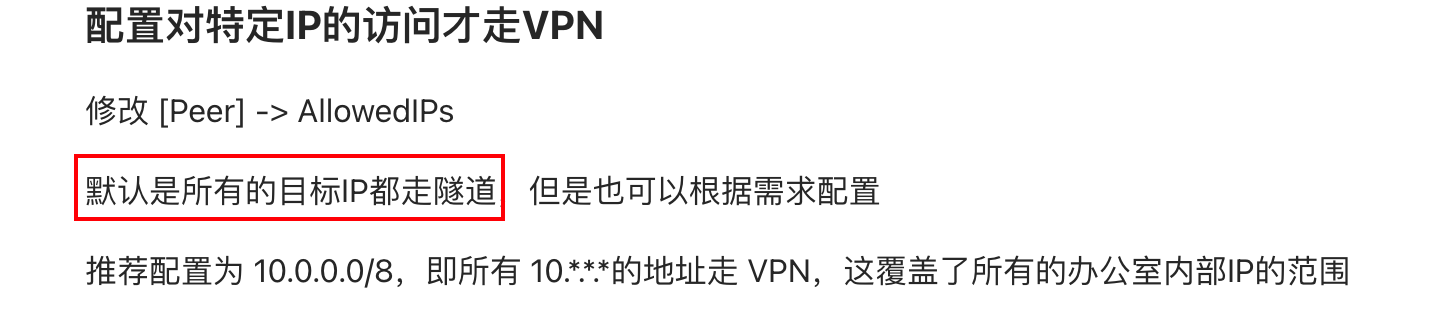 配置对特定IP的访问才走VPN
修改 [Peer] -> AllowedIPs
默认是所有的目标IP都走隧道，但是也可以根据需求配置
推荐配置为 10.0.0.0/8，即所有 10.*.*.*的地址走 VPN，这覆盖了所有的办公室内部IP的范围